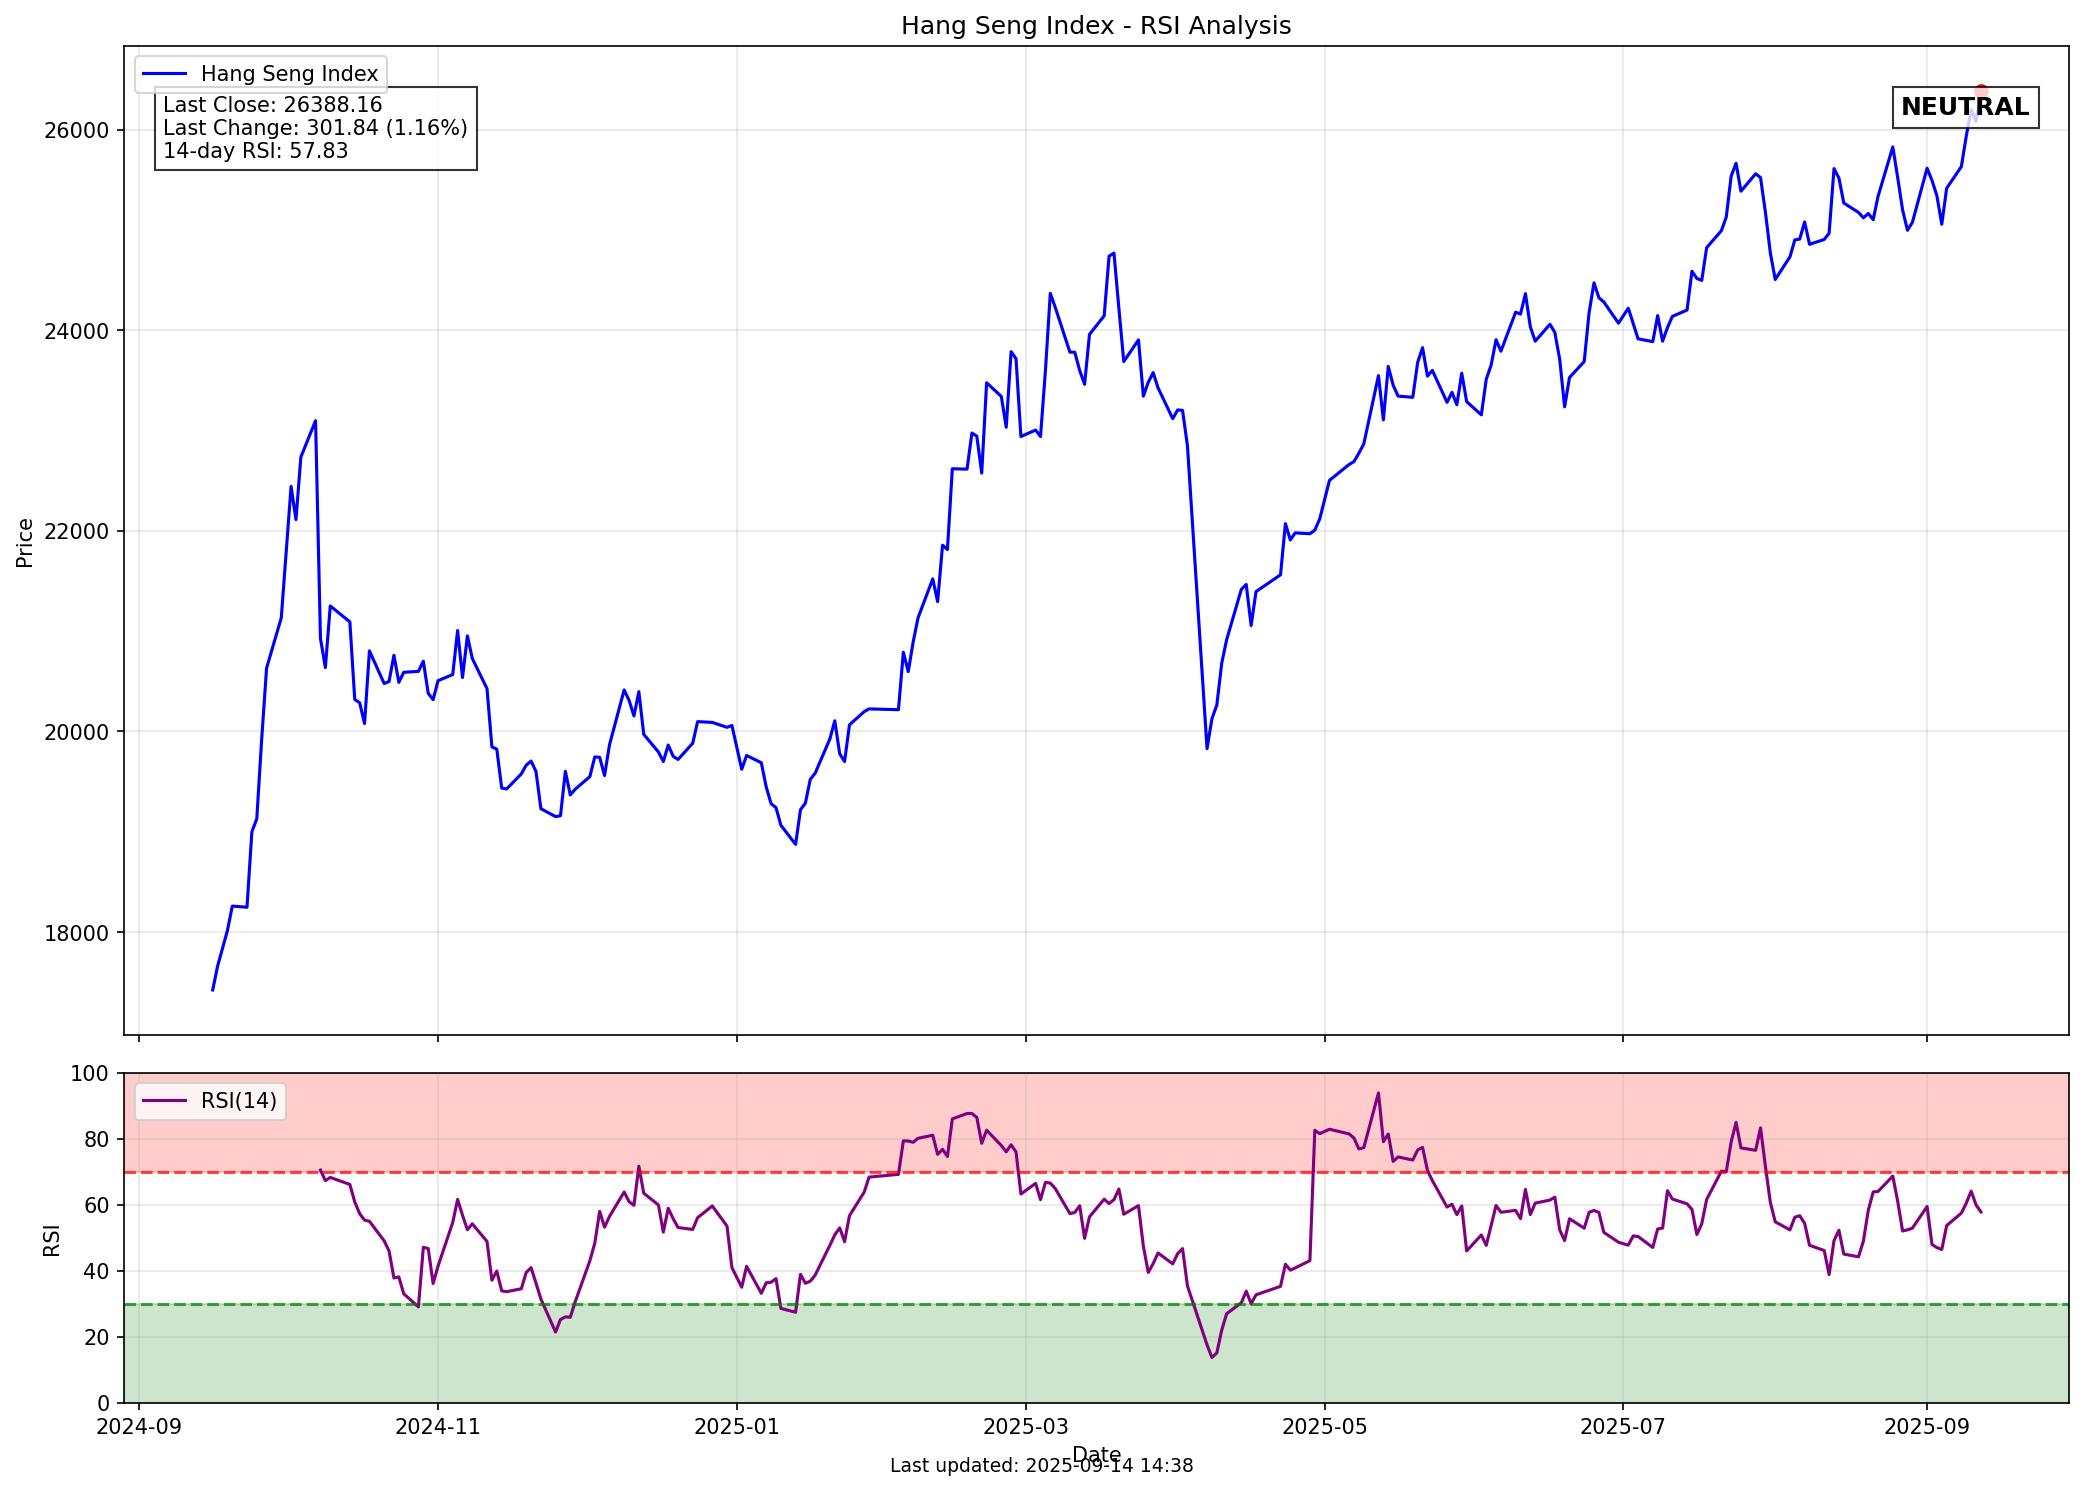 Hang Seng Index - RSI Analysis
Hang Seng Index
Last Close: 26388.16
Last Change: 301.84 (1.16%)
14-day RSI: 57.83
NEUTRAL
26000
24000
22000
20000
18000
Price
RSI(14)
100
80
60
40
20
0
RSI
2024-09
2024-11
2025-01
2025-03
2025-05
2025-07
2025-09
Date
Last updated: 2025-09-14 14:38